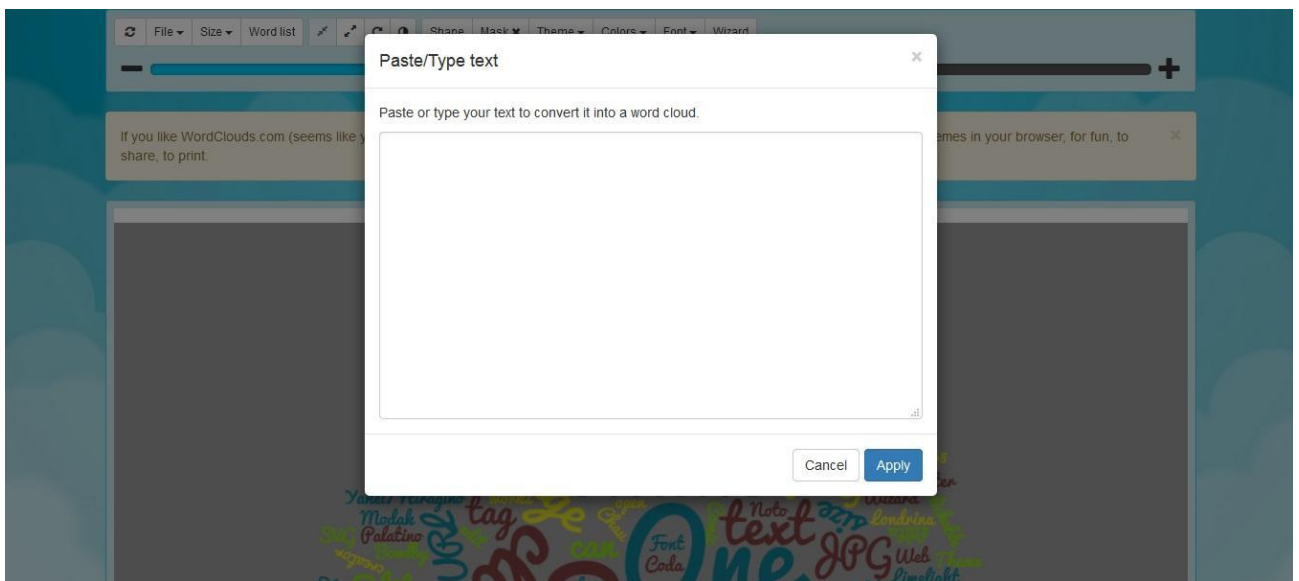 File Size Word list Shape Mask Theme Colors Font Wizard
Paste/Type text
Paste or type your text to convert it into a word cloud.
If you like WordClouds.com (seems like
emes in your browser, for fun, to
share, to print.
Cancel Apply
tag
Noto
text
Wizard
Londrina
Modak
Palatino
can
Font
Coda
One
JPG
Web
Limelight